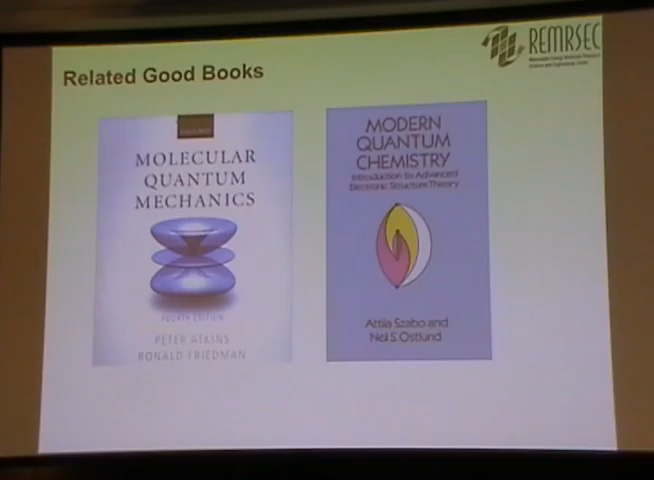 Related Good Books
REMRSEC
MOLECULAR
QUANTUM
MECHANICS
FOURTH EDITION
PETER ATKINS
RONALD FRIEDMAN
MODERN
QUANTUM
CHEMISTRY
Introduction to Advanced
Electronic Structure Theory
Attila Szabo and
Neil S. Ostlund